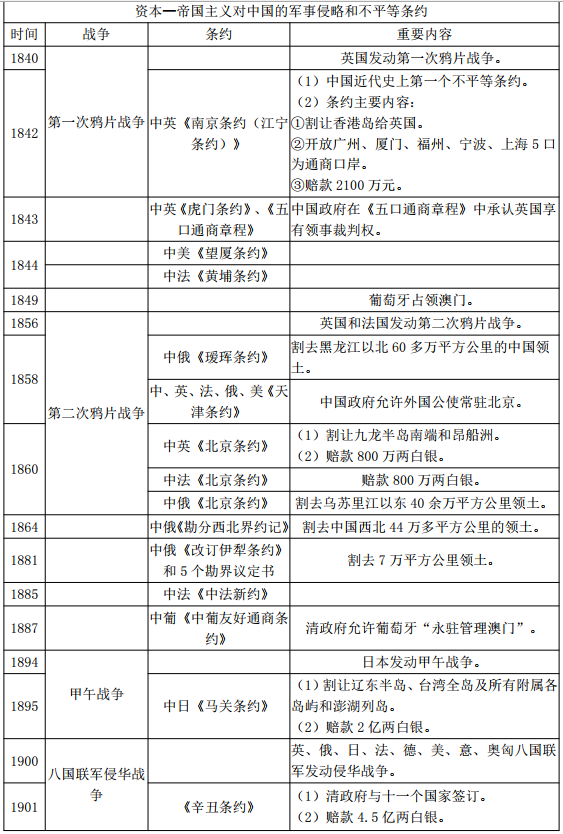 资本—帝国主义对中国的军事侵略和不平等条约
时间 战争 条约 重要内容
1840 英国发动第一次鸦片战争。
第一次鸦片战争
1842
中英《南京条约（江宁
条约）》
（1）中国近代史上第一个不平等条约。
（2）条约主要内容：
①割让香港岛给英国。
②开放广州、厦门、福州、宁波、上海 5 口
为通商口岸。
③赔款 2100 万元。
1843
中英《虎门条约》、《五
口通商章程》
中国政府在《五口通商章程》中承认英国享
有领事裁判权。
1844
中美《望厦条约》
中法《黄埔条约》
1849 葡萄牙占领澳门。
1856 英国和法国发动第二次鸦片战争。
第二次鸦片战争
1858
中俄《瑷珲条约》
割去黑龙江以北 60 多万平方公里的中国领
土。
中、英、法、俄、美《天
津条约》
中国政府允许外国公使常驻北京。
1860
中英《北京条约》
（1）割让九龙半岛南端和昂船洲。
（2）赔款 800 万两白银。
中法《北京条约》 赔款 800 万两白银。
中俄《北京条约》 割去乌苏里江以东 40 余万平方公里领土。
1864 中俄《勘分西北界约记》 割去中国西北 44 万多平方公里的领土。
1881
中俄《改订伊犁条约》
和 5 个勘界议定书
割去 7 万平方公里领土。
1885 中法《中法新约》
1887
中葡《中葡友好通商条
约》
清政府允许葡萄牙“永驻管理澳门”。
1894 日本发动甲午战争。
甲午战争
1895
中日《马关条约》
（1）割让辽东半岛、台湾全岛及所有附属各
岛屿和澎湖列岛。
（2）赔款 2 亿两白银。
1900
八国联军侵华战
争
英、俄、日、法、德、美、意、奥匈八国联
军发动侵华战争。
1901
《辛丑条约》
（1）清政府与十一个国家签订。
（2）赔款 4.5 亿两白银。